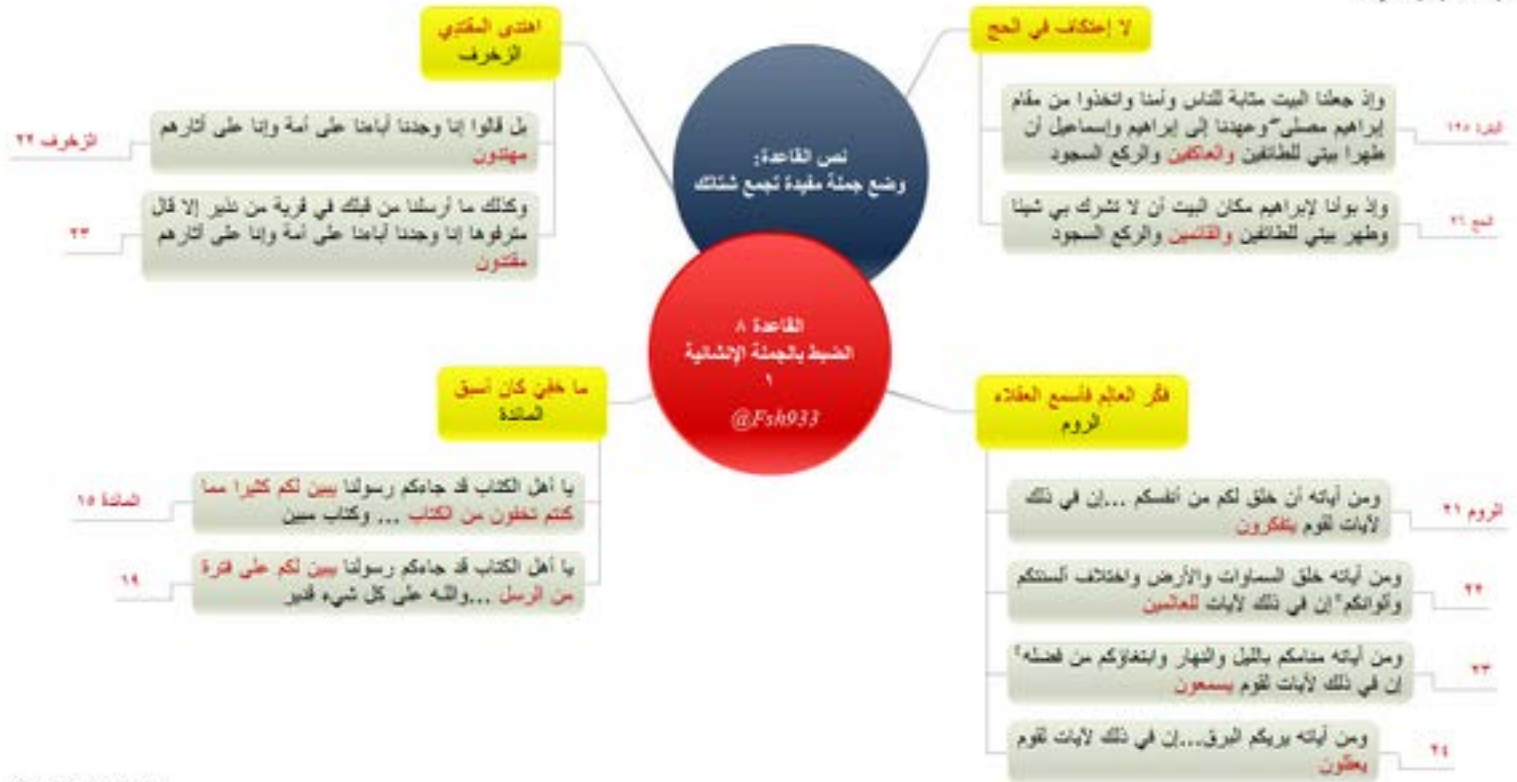 لا إعتكاف في الحج
وإذ جعلنا البيت مثابة للناس وأمنا واتخذوا من مقام
إبراهيم مصلى وعهدنا إلى إبراهيم وإسماعيل أن
طهرا بيتي للطائفين والعاكفين والركع السجود
البقرة ١٢٥
وإذ بوأنا لإبراهيم مكان البيت أن لا تشرك بي شيئا
وطهر بيتي للطائفين والقائمين والركع السجود
الحج ٢٦
اهتدى المقتدي
الزخرف
بل قالوا إنا وجدنا آباءنا على أمة وإنا على آثارهم
مهتدون
الزخرف ٢٢
وكذلك ما أرسلنا من قبلك في قرية من نذير إلا قال
مترفوها إنا وجدنا آباءنا على أمة وإنا على آثارهم
مقتدون
٢٣
نص القاعدة:
وضع جملة مفيدة تجمع شتاتك
القاعدة ٨
الضبط بالجملة الإنشائية
١
@Fsh933
فكّر العالم فأسمع العقلاء
الروم
ومن آياته أن خلق لكم من أنفسكم ...إن في ذلك
لآيات لقوم يتفكرون
الروم ٢١
ومن آياته خلق السماوات والأرض واختلاف ألسنتكم
وألوانكم إن في ذلك لآيات للعالمين
٢٢
ومن آياته منامكم بالليل والنهار وابتغاؤكم من فضله
إن في ذلك لآيات لقوم يسمعون
٢٣
ومن آياته يريكم البرق...إن في ذلك لآيات لقوم
يعقلون
٢٤
ما خفي كان أسبق
المائدة
يا أهل الكتاب قد جاءكم رسولنا يبين لكم كثيرا مما
كنتم تخفون من الكتاب ... وكتاب مبين
المائدة ١٥
يا أهل الكتاب قد جاءكم رسولنا يبين لكم على فترة
من الرسل ...والله على كل شيء قدير
١٩